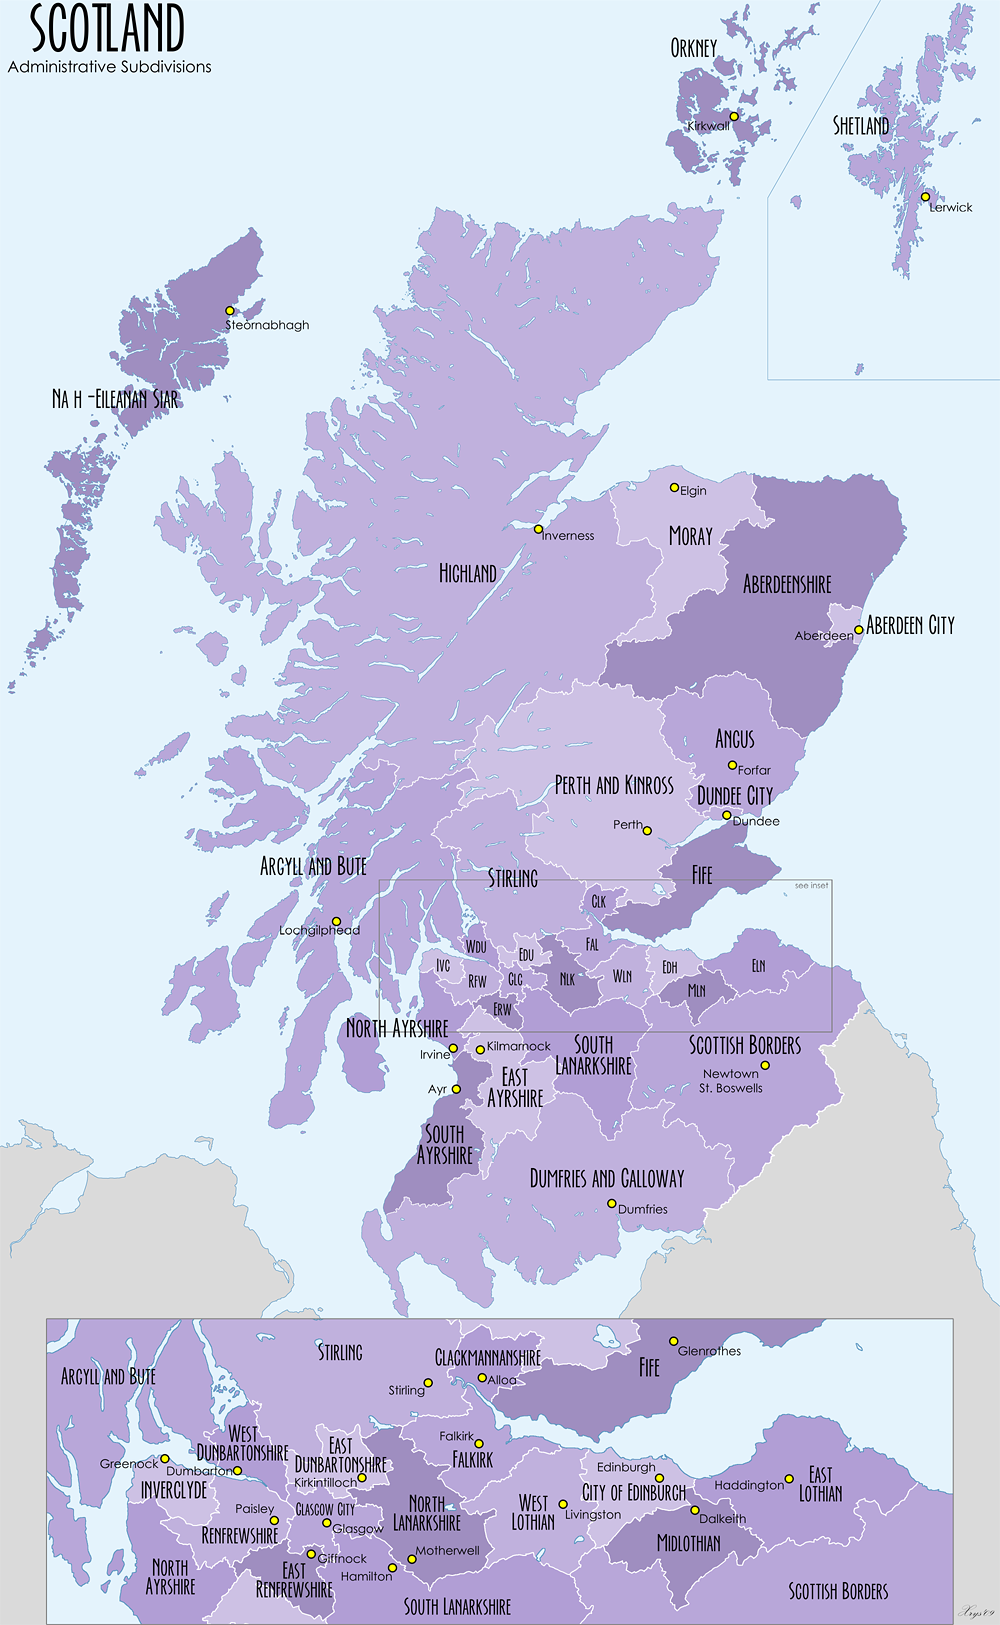 SCOTLAND
Administrative Subdivisions
ORKNEY
Kirkwall
SHETLAND
Lerwick
Steòrnabhagh
NA H -EILEANAN SIAR
Elgin
MORAY
Inverness
HIGHLAND
ABERDEENSHIRE
ABERDEEN CITY
Aberdeen
ANGUS
Forfar
PERTH AND KINROSS
DUNDEE CITY
Perth
Dundee
ARGYLL AND BUTE
STIRLING
FIFE
see inset
CLK
Lochgilphead
WDU
EDU
FAL
IVC
RFW
GLG
NLK
WLN
EDH
ELN
MLN
ERW
NORTH AYRSHIRE
Irvine
Kilmarnock
SOUTH
LANARKSHIRE
SCOTTISH BORDERS
Newtown
St. Boswells
Ayr
EAST
AYRSHIRE
SOUTH
AYRSHIRE
DUMFRIES AND GALLOWAY
Dumfries
STIRLING
CLACKMANNANSHIRE
Glenrothes
FIFE
ARGYLL AND BUTE
Stirling
Alloa
WEST
DUNBARTONSHIRE
Falkirk
FALKIRK
EAST
DUNBARTONSHIRE
Greenock
Dumbarton
Kirkintilloch
INVERCLYDE
Edinburgh
CITY OF EDINBURGH
Haddington
EAST
LOTHIAN
Paisley
RENFREWSHIRE
GLASGOW CITY
Glasgow
NORTH
LANARKSHIRE
WEST
LOTHIAN
Livingston
Dalkeith
MIDLOTHIAN
Giffnock
Motherwell
Hamilton
NORTH
AYRSHIRE
EAST
RENFREWSHIRE
SOUTH LANARKSHIRE
SCOTTISH BORDERS
Xrys'09